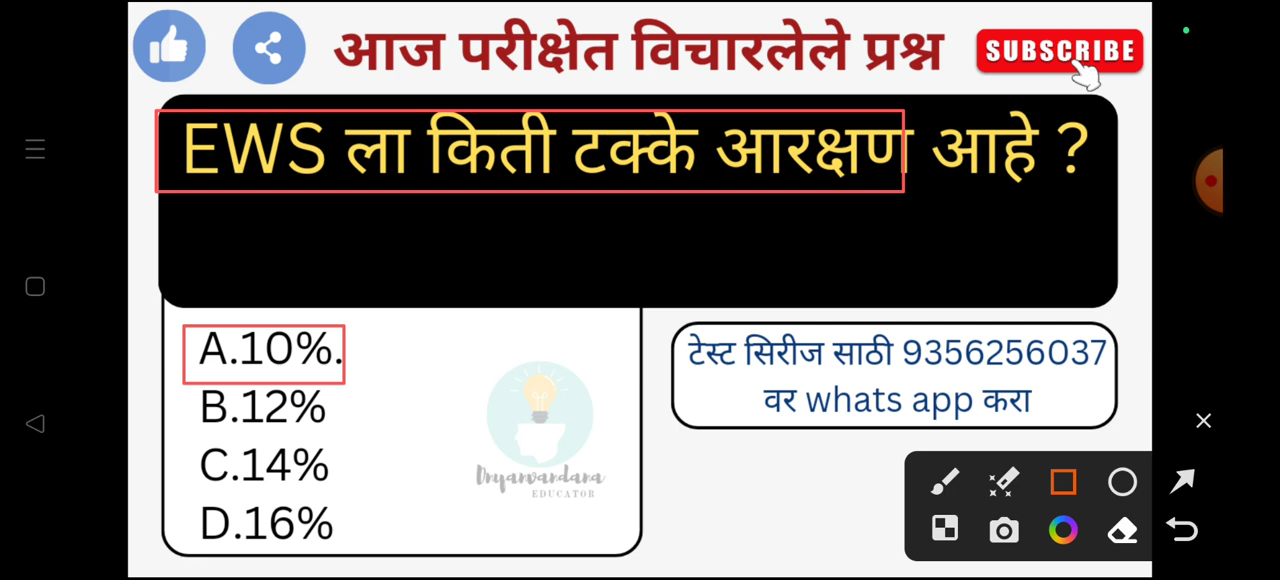 आज परीक्षेत विचारलेले प्रश्न
SUBSCRIBE
EWS ला किती टक्के आरक्षण आहे ?
A.10%.
B.12%
C.14%
D.16%
Dnyanvandana
EDUCATOR
टेस्ट सिरीज साठी 9356256037
वर whats app करा